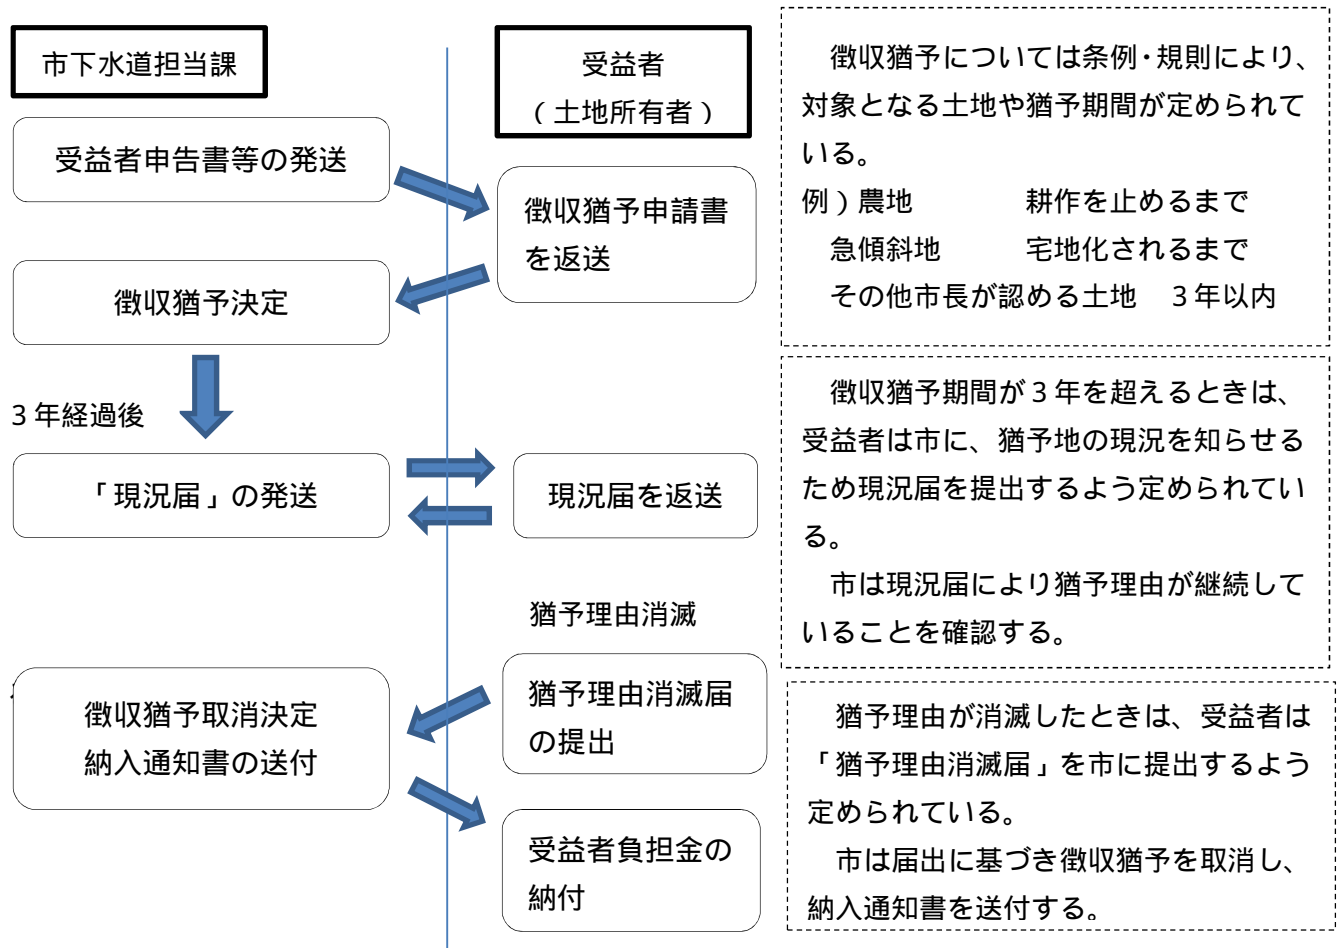 市下水道担当課
受益者
（土地所有者）
受益者申告書等の発送
徴収猶予申請書
を返送
徴収猶予決定
３年経過後
「現況届」の発送
現況届を返送
猶予理由消滅
猶予理由消滅届
の提出
徴収猶予取消決定
納入通知書の送付
受益者負担金の
納付
徴収猶予については条例・規則により、
対象となる土地や猶予期間が定められて
いる。
例）農地　　　　耕作を止めるまで
急傾斜地　　　宅地化されるまで
その他市長が認める土地　３年以内
徴収猶予期間が３年を超えるときは、
受益者は市に、猶予地の現況を知らせる
ため現況届を提出するよう定められてい
る。
市は現況届により猶予理由が継続して
いることを確認する。
猶予理由が消滅したときは、受益者は
「猶予理由消滅届」を市に提出するよう
定められている。
市は届出に基づき徴収猶予を取消し、
納入通知書を送付する。